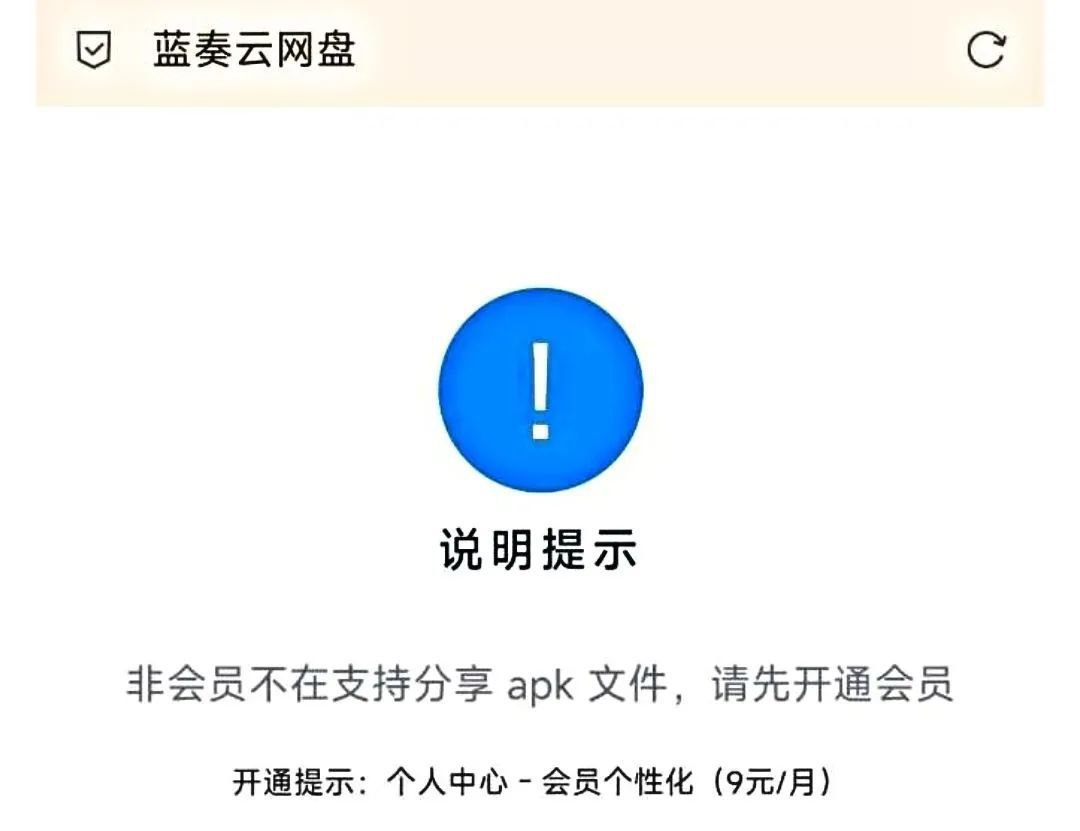 蓝奏云网盘
说明提示
非会员不在支持分享 apk 文件，请先开通会员
开通提示：个人中心 - 会员个性化（9元/月）